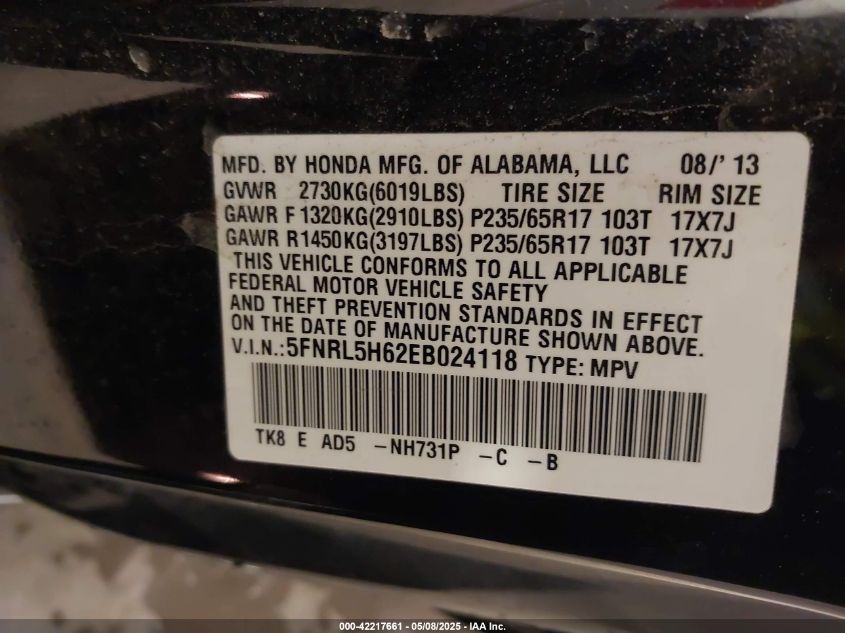 MFD. BY HONDA MFG. OF ALABAMA, LLC 08/' 13
GVWR 2730KG(6019LBS) TIRE SIZE RIM SIZE
GAWR F 1320KG(2910LBS) P235/65R17 103T 17X7J
GAWR R1450KG(3197LBS) P235/65R17 103T 17X7J
THIS VEHICLE CONFORMS TO ALL APPLICABLE
FEDERAL MOTOR VEHICLE SAFETY
AND THEFT PREVENTION STANDARDS IN EFFECT
ON THE DATE OF MANUFACTURE SHOWN ABOVE.
V.I.N.:5FNRL5H62EB024118 TYPE: MPV
TK8 E AD5 -NH731P -C -B
000-42217661 - 05/08/2025 - IAA Inc.